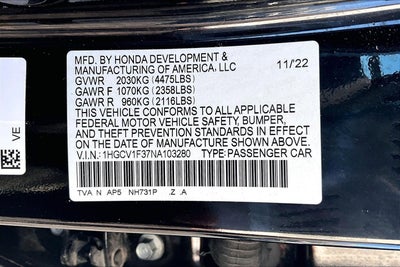 MFD. BY HONDA DEVELOPMENT &
MANUFACTURING OF AMERICA, LLC 11/22
GVWR 2030KG (4475LBS)
GAWR F 1070KG (2358LBS)
GAWR R 960KG (2116LBS)
THIS VEHICLE CONFORMS TO ALL APPLICABLE
FEDERAL MOTOR VEHICLE SAFETY, BUMPER,
AND THEFT PREVENTION STANDARDS IN EFFECT
ON THE DATE OF MANUFACTURE SHOWN ABOVE.
V.I.N.: 1HGCV1F37NA103280 TYPE: PASSENGER CAR
TVA N AP5 NH731P .Z .A
VE